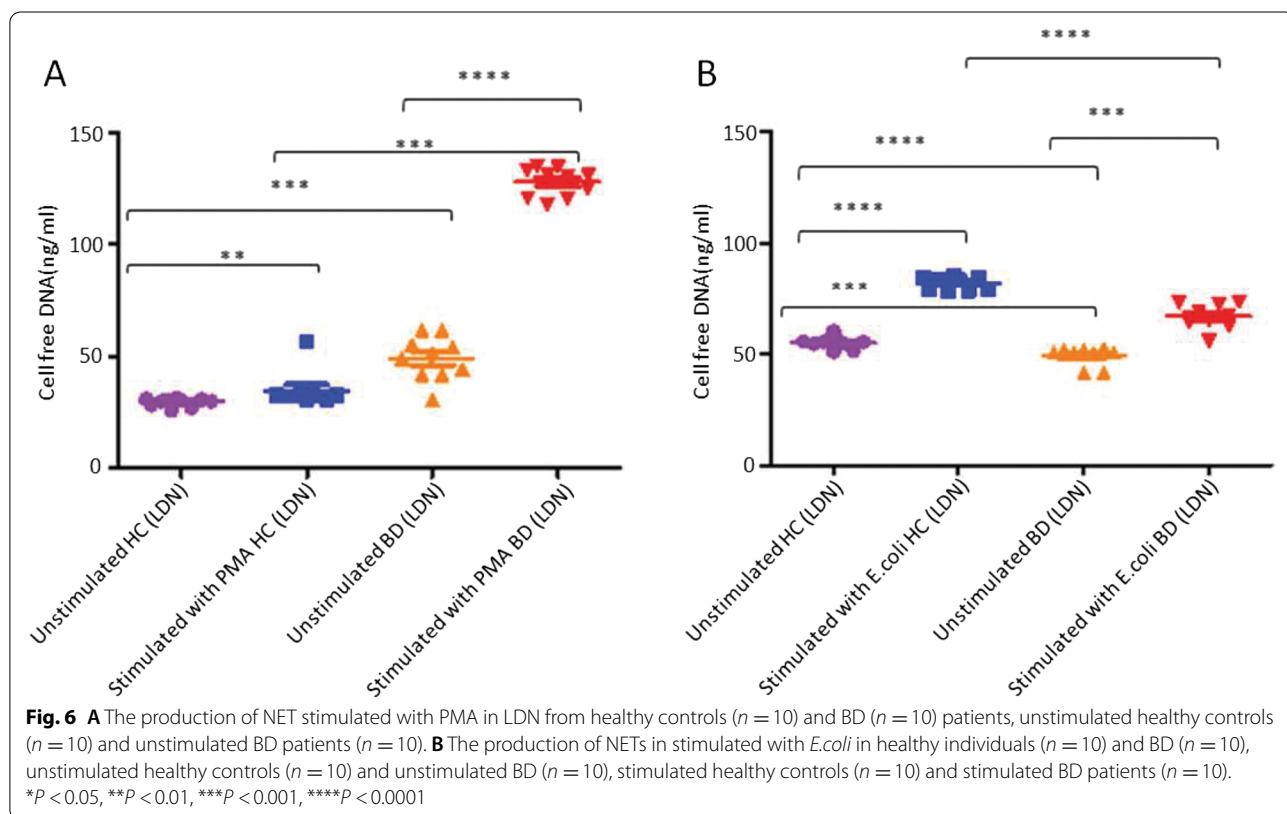 A
B
****
****
***
***
****
***
****
**
***
150
100
50
0
Cell free DNA(ng/ml)
Unstimulated HC (LDN)
Stimulated with PMA HC (LDN)
Unstimulated BD (LDN)
Stimulated with PMA BD (LDN)
150
100
50
0
Cell free DNA(ng/ml)
Unstimulated HC (LDN)
Stimulated with E.coli HC (LDN)
Unstimulated BD (LDN)
Stimulated with E.coli BD (LDN)
Fig. 6 A The production of NET stimulated with PMA in LDN from healthy controls (n = 10) and BD (n = 10) patients, unstimulated healthy controls
(n = 10) and unstimulated BD patients (n = 10). B The production of NETs in stimulated with E.coli in healthy individuals (n = 10) and BD (n = 10),
unstimulated healthy controls (n = 10) and unstimulated BD (n = 10), stimulated healthy controls (n = 10) and stimulated BD patients (n = 10).
*P < 0.05, **P < 0.01, ***P < 0.001, ****P < 0.0001